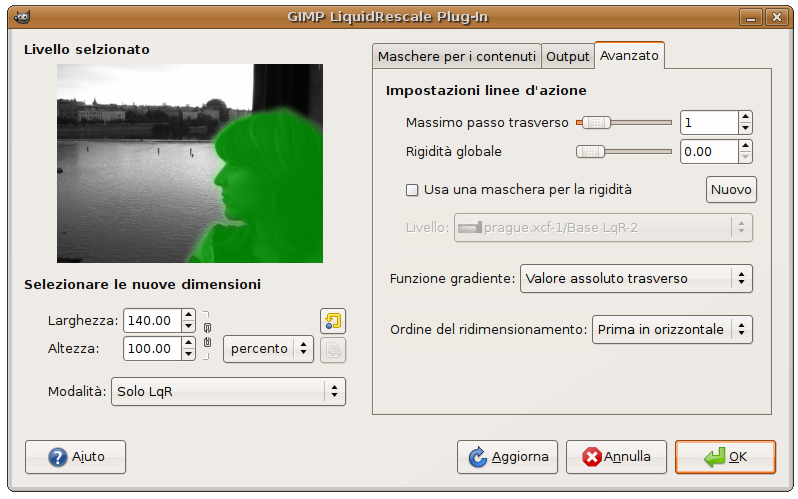 GIMP LiquidRescale Plug-In
Livello selzionato
Selezionare le nuove dimensioni
Larghezza: 140.00
Altezza: 100.00 percento
Modalità: Solo LqR
Maschere per i contenuti Output Avanzato
Impostazioni linee d'azione
Massimo passo trasverso 1
Rigidità globale 0.00
Usa una maschera per la rigidità Nuovo
Livello: prague.xcf-1/Base LqR-2
Funzione gradiente: Valore assoluto trasverso
Ordine del ridimensionamento: Prima in orizzontale
Aiuto Aggiorna Annulla OK